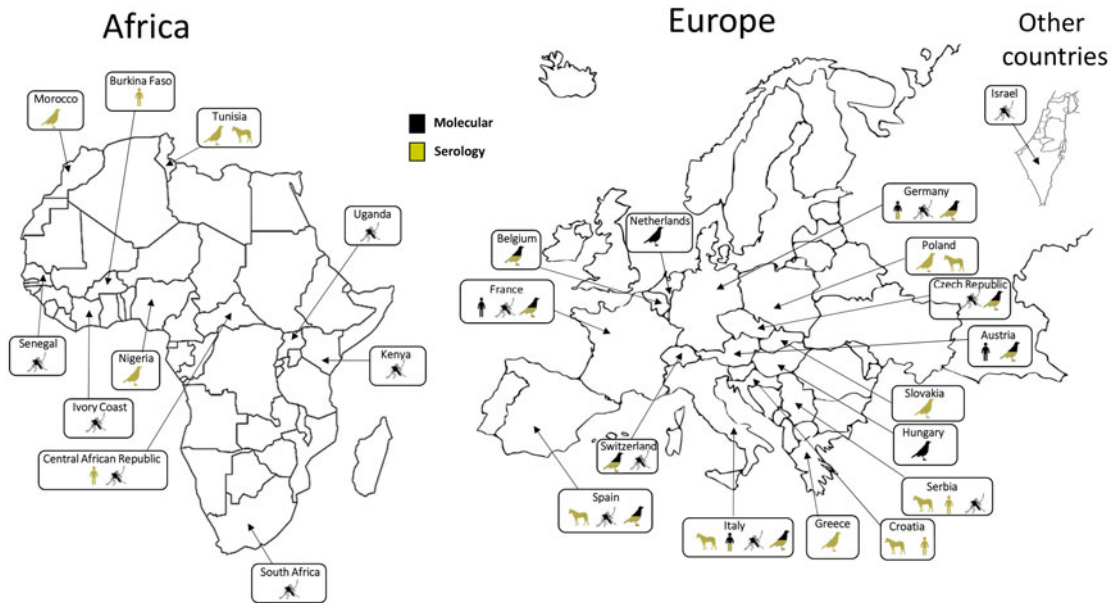 Africa
Europe
Other
countries
Burkina Faso
Morocco
Tunisia
Molecular
Serology
Israel
Uganda
Germany
Netherlands
Belgium
Poland
France
Czech Republic
Austria
Senegal
Nigeria
Kenya
Slovakia
Ivory Coast
Hungary
Central African Republic
Switzerland
Serbia
Spain
Italy
Greece
Croatia
South Africa